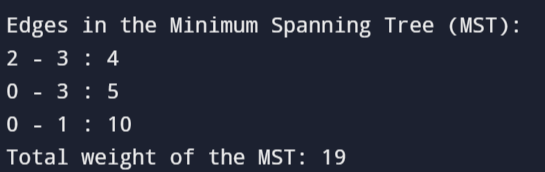 Edges in the Minimum Spanning Tree (MST):
2 - 3 : 4
0 - 3 : 5
0 - 1 : 10
Total weight of the MST: 19